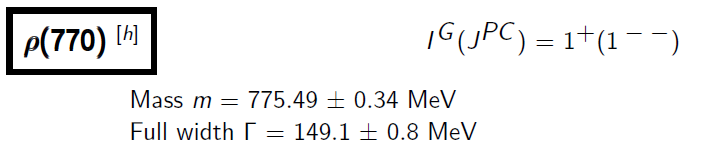 ρ(770) [h] I^G(J^PC) = 1^+(1^− −)
Mass m = 775.49 ± 0.34 MeV
Full width Γ = 149.1 ± 0.8 MeV